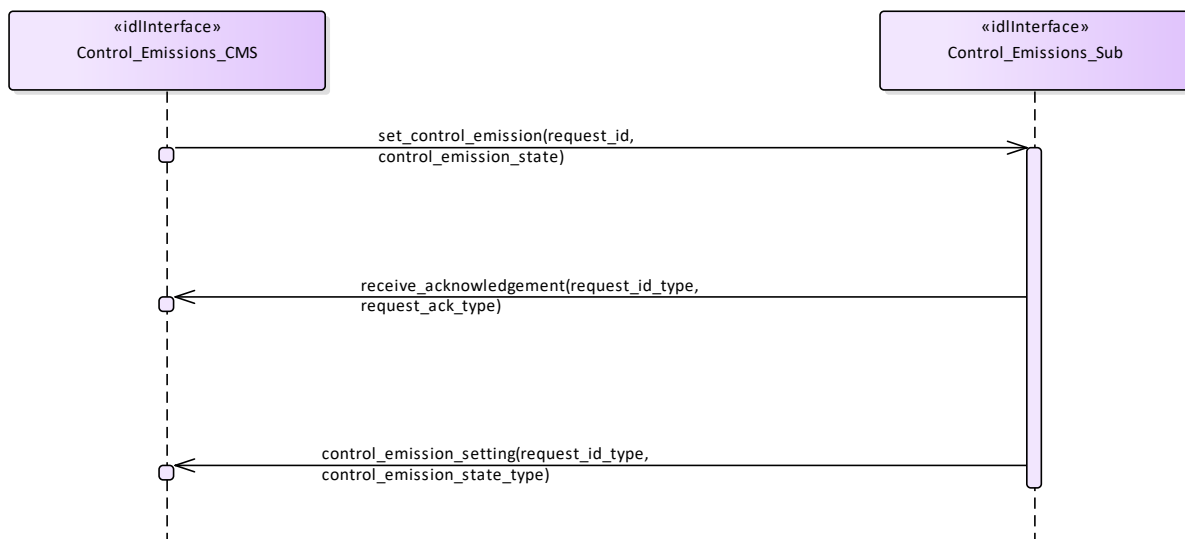 «idlInterface»
Control_Emissions_CMS
«idlInterface»
Control_Emissions_Sub
set_control_emission(request_id,
control_emission_state)
receive_acknowledgement(request_id_type,
request_ack_type)
control_emission_setting(request_id_type,
control_emission_state_type)